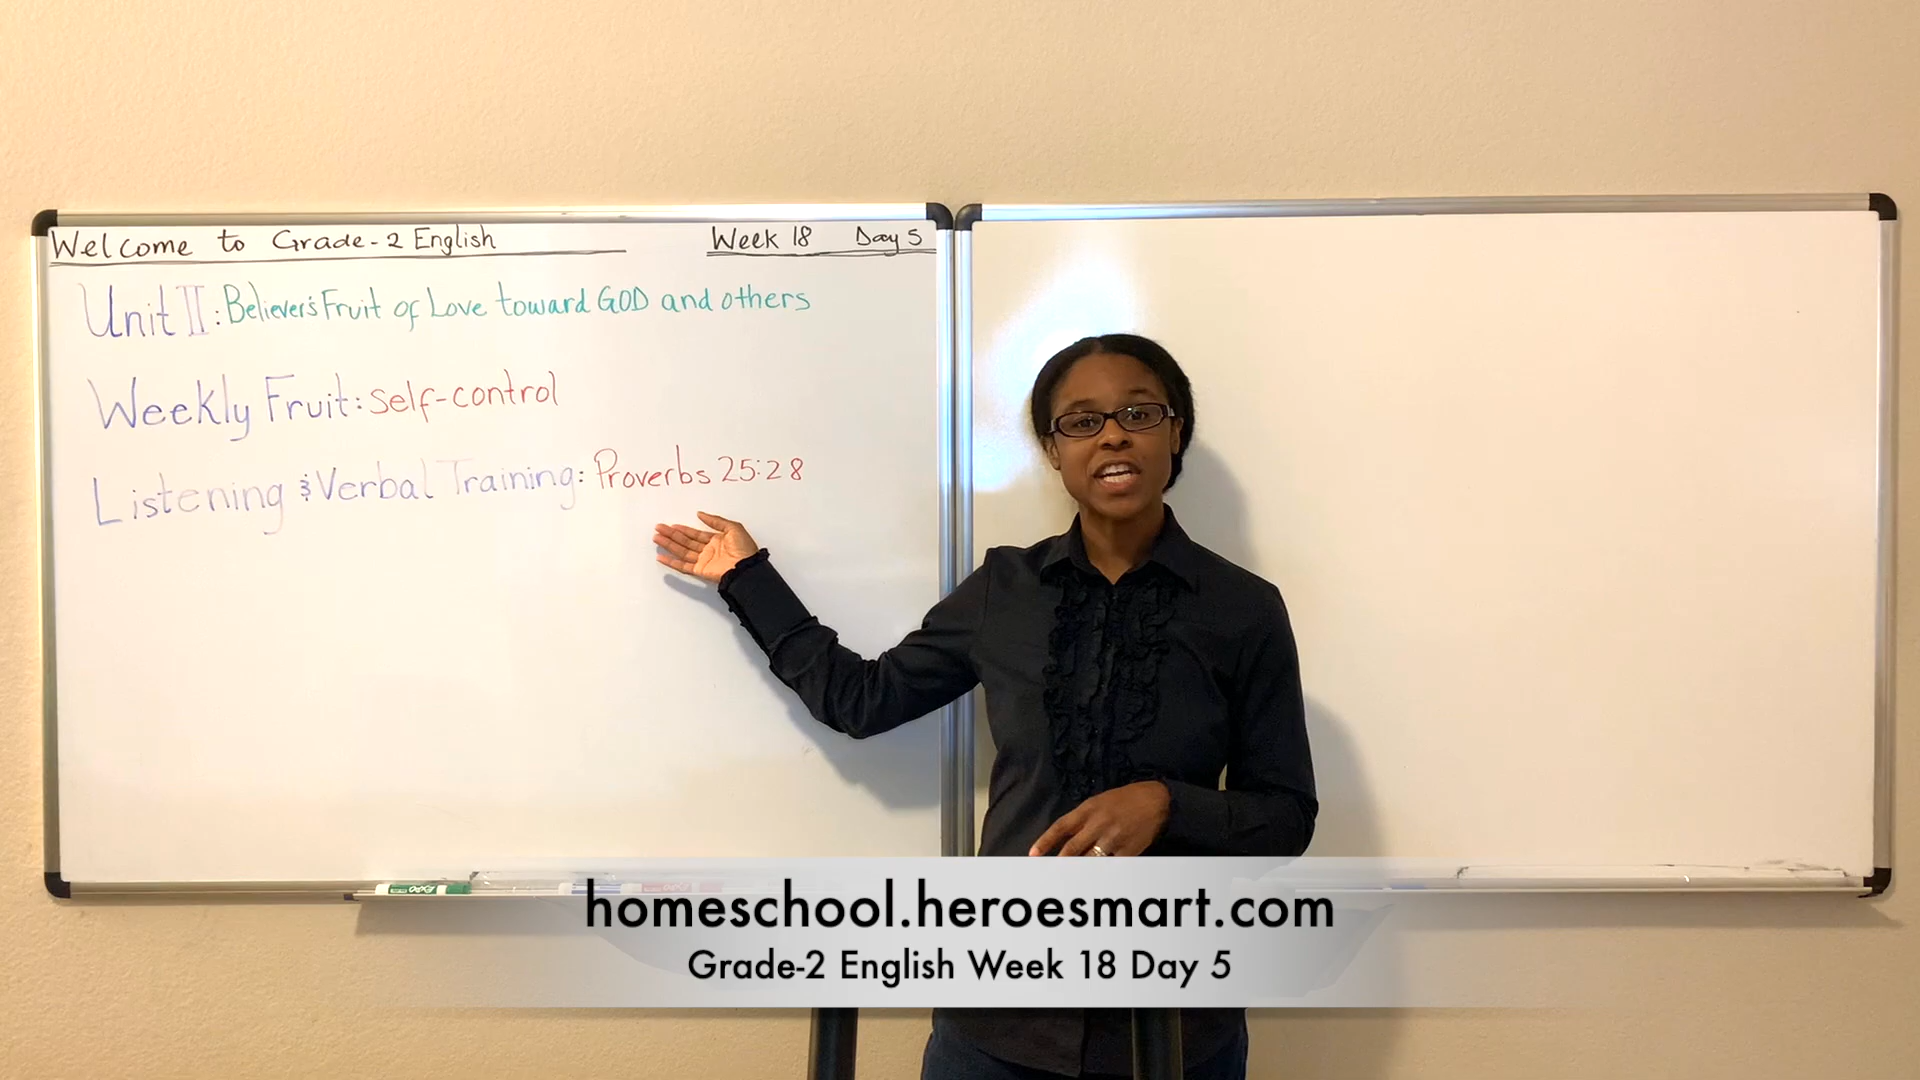 Welcome to Grade-2 English Week 18 Day 5
Unit II: Believer's Fruit of Love toward GOD and others
Weekly Fruit: Self-control
Listening & Verbal Training: Proverbs 25:28
EXPO
homeschool.heroesmart.com
Grade-2 English Week 18 Day 5